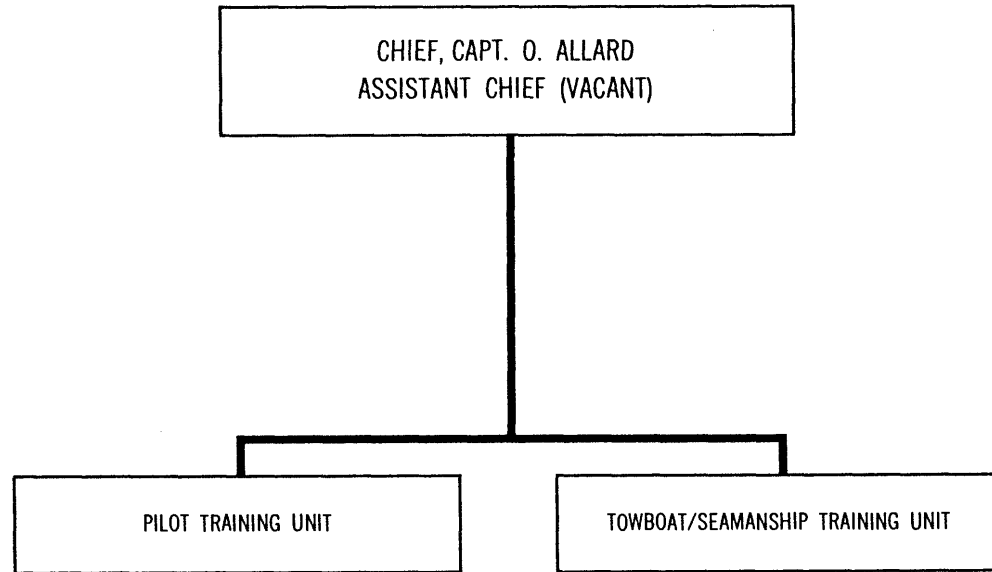 CHIEF, CAPT. O. ALLARD
ASSISTANT CHIEF (VACANT)
PILOT TRAINING UNIT
TOWBOAT/SEAMANSHIP TRAINING UNIT